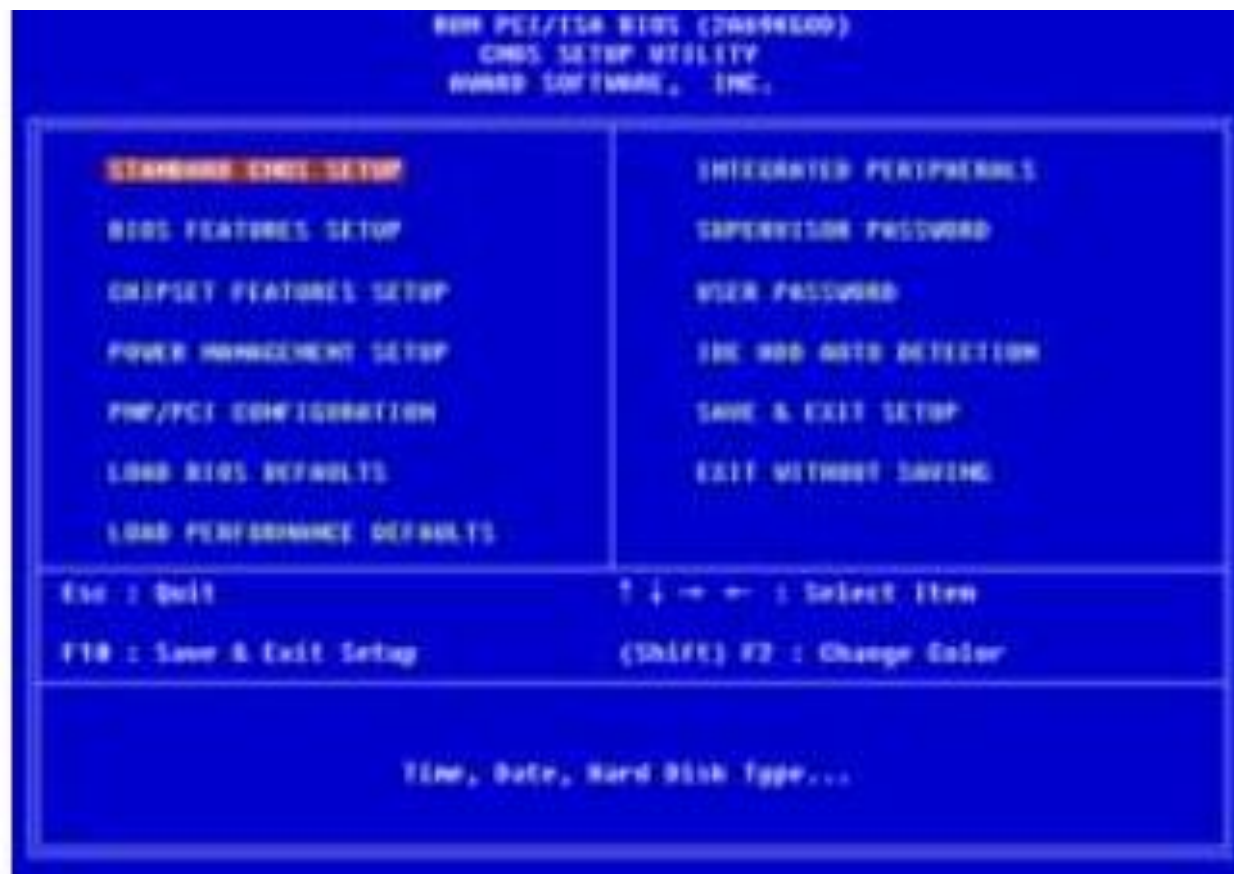 ROM PCI/ISA BIOS (2A69KGOD)
CMOS SETUP UTILITY
AWARD SOFTWARE, INC.
STANDARD CMOS SETUP
BIOS FEATURES SETUP
CHIPSET FEATURES SETUP
POWER MANAGEMENT SETUP
PNP/PCI CONFIGURATION
LOAD BIOS DEFAULTS
LOAD PERFORMANCE DEFAULTS
INTEGRATED PERIPHERALS
SUPERVISOR PASSWORD
USER PASSWORD
IDE HDD AUTO DETECTION
SAVE & EXIT SETUP
EXIT WITHOUT SAVING
Esc : Quit
F10 : Save & Exit Setup
↑ ↓ → ← : Select Item
(Shift) F2 : Change Color
Time, Date, Hard Disk Type...